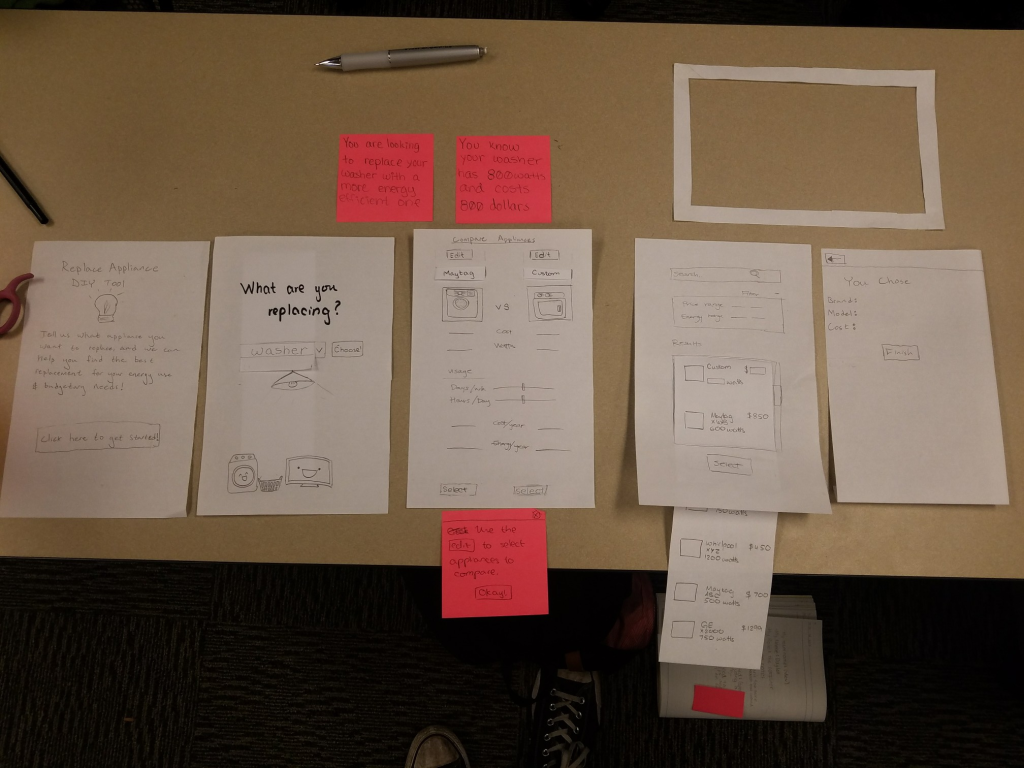 You are looking
to replace your
washer with a
more energy
efficient one
You know
your washer
has 800 watts
and costs
800 dollars
Replace Appliance
DIY Tool
Tell us what appliance you
want to replace, and we can
help you find the best
replacement for your energy use
& budgeting needs!
Click here to get started!
What are you
replacing?
washer
Choose!
Compare Appliances
Edit
Edit
Maytag
Custom
VS
Cost
Watts
usage
Days/wk
Hours/Day
Cost/year
Energy/year
Select
Select
use the
edit to select
appliances to
compare.
Okay!
Search
Filters
Price range
Energy range
Results
Custom $
watts
Maytag $350
600 watts
Select
Whirlpool $450
XYZ
1200 watts
Maytag $700
ABC
500 watts
GE $1299
X2000
750 watts
You Chose
Brand:
Model:
Cost:
Finish